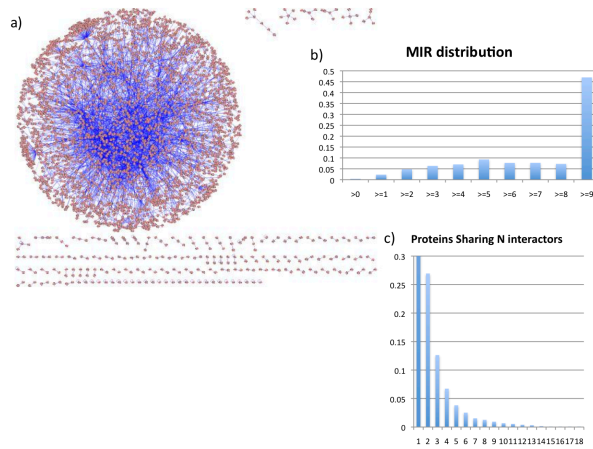 a)
b)
MIR distribution
0.5
0.45
0.4
0.35
0.3
0.25
0.2
0.15
0.1
0.05
0
>0 >=1 >=2 >=3 >=4 >=5 >=6 >=7 >=8 >=9
c)
Proteins Sharing N interactors
0.3
0.25
0.2
0.15
0.1
0.05
0
1 2 3 4 5 6 7 8 9 10 11 12 13 14 15 16 17 18